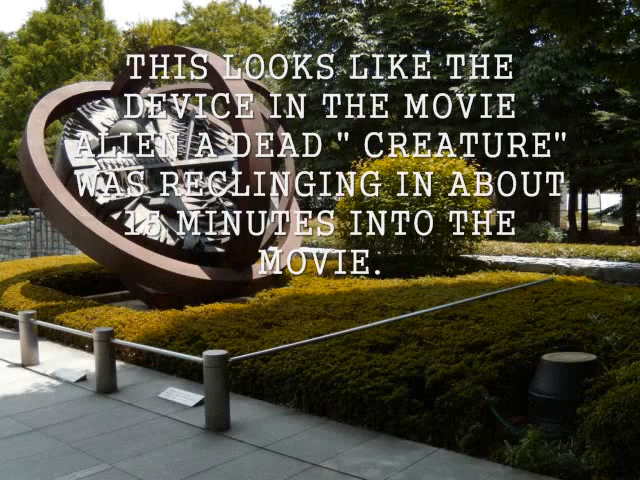 THIS LOOKS LIKE THE
DEVICE IN THE MOVIE
ALIEN A DEAD " CREATURE"
WAS RECLINGING IN ABOUT
15 MINUTES INTO THE
MOVIE.